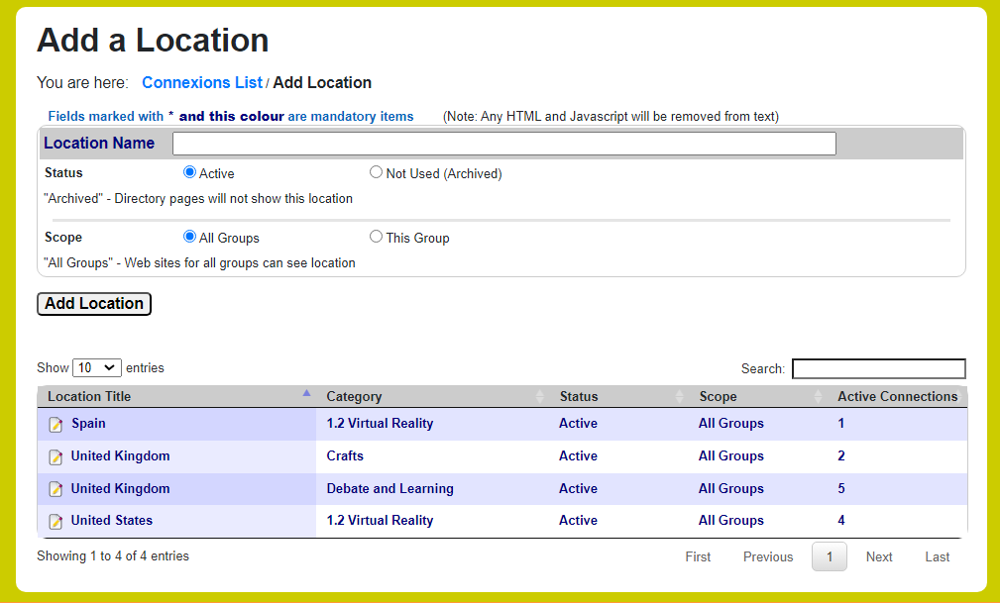 Add a Location
You are here: Connexions List / Add Location
Fields marked with * and this colour are mandatory items (Note: Any HTML and Javascript will be removed from text)
Location Name
Status Active Not Used (Archived)
"Archived" - Directory pages will not show this location
Scope All Groups This Group
"All Groups" - Web sites for all groups can see location
Add Location
Show 10 entries Search:
Location Title Category Status Scope Active Connections
Spain 1.2 Virtual Reality Active All Groups 1
United Kingdom Crafts Active All Groups 2
United Kingdom Debate and Learning Active All Groups 5
United States 1.2 Virtual Reality Active All Groups 4
Showing 1 to 4 of 4 entries First Previous 1 Next Last